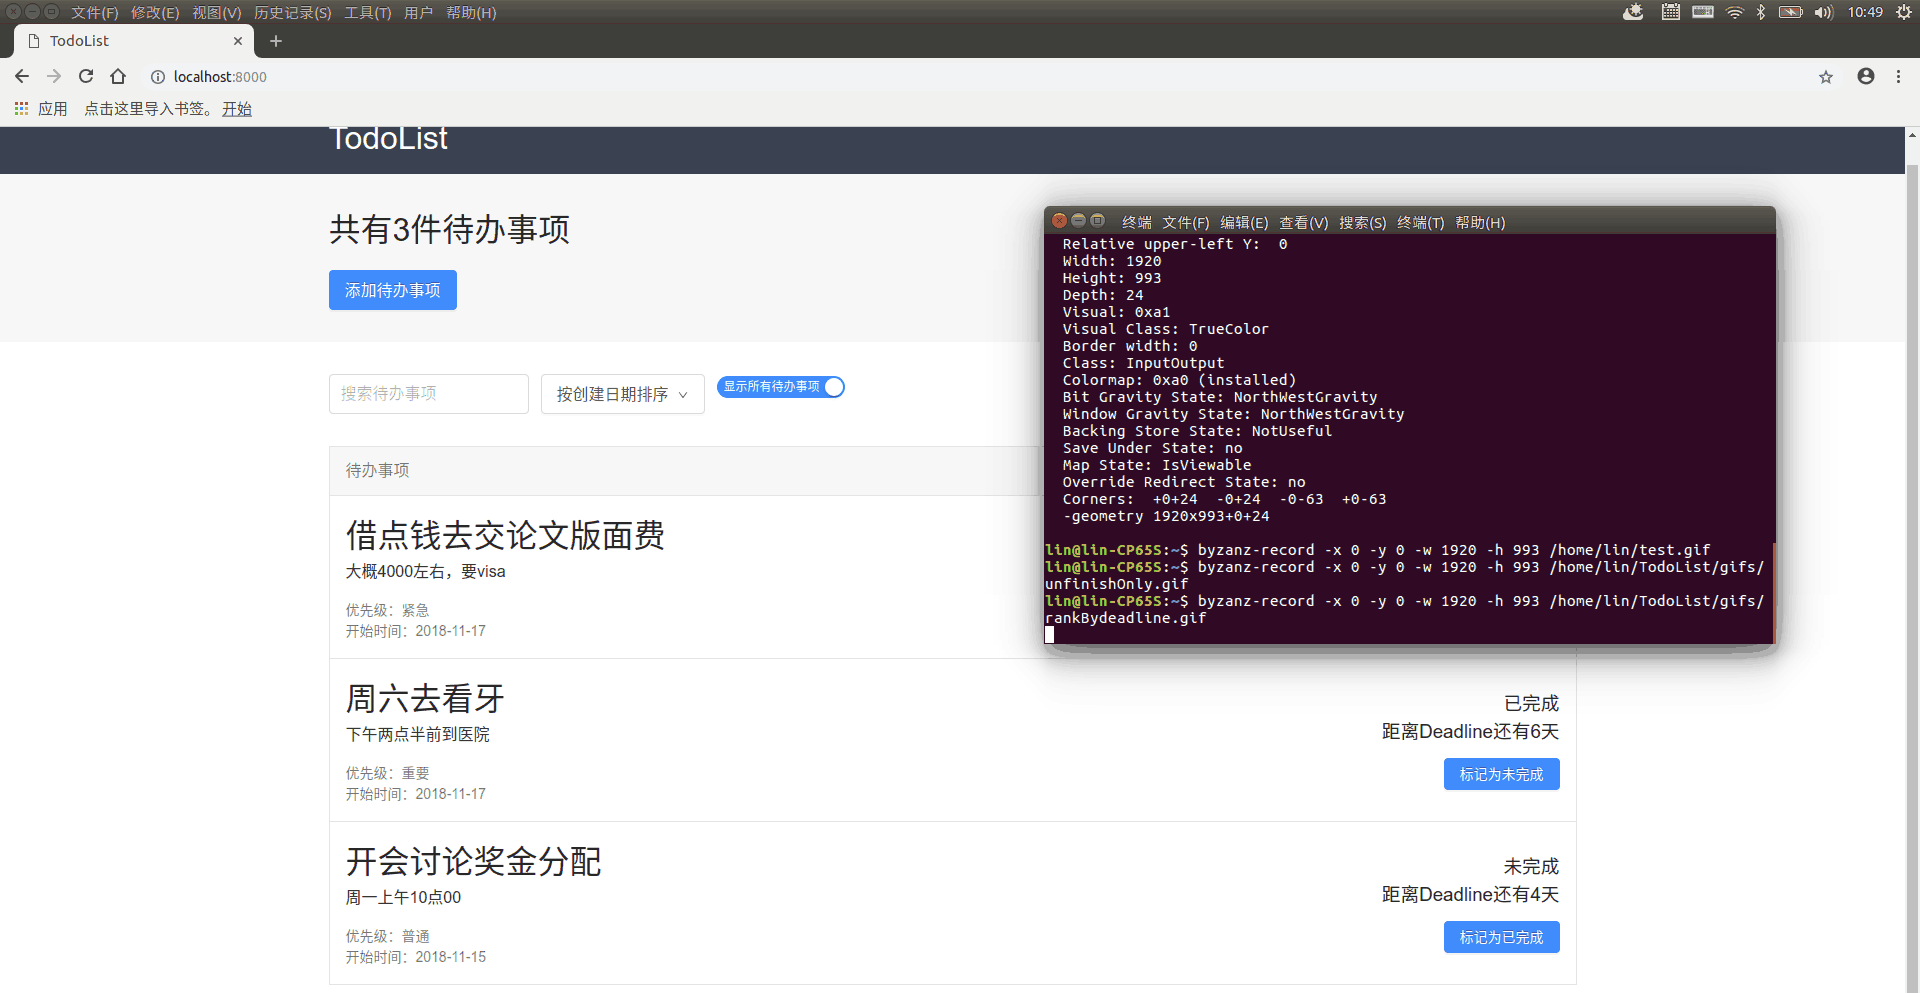 文件(F) 修改(E) 视图(V) 历史记录(S) 工具(T) 用户 帮助(H)
10:49
TodoList
localhost:8000
应用 点击这里导入书签。 开始
TodoList
共有3件待办事项
添加待办事项
搜索待办事项
按创建日期排序
显示所有待办事项
待办事项
借点钱去交论文版面费
大概4000左右，要visa
优先级：紧急
开始时间：2018-11-17
周六去看牙
下午两点半前到医院
优先级：重要
开始时间：2018-11-17
已完成
距离Deadline还有6天
标记为未完成
开会讨论奖金分配
周一上午10点00
优先级：普通
开始时间：2018-11-15
未完成
距离Deadline还有4天
标记为已完成
终端 文件(F) 编辑(E) 查看(V) 搜索(S) 终端(T) 帮助(H)
Relative upper-left Y:  0
Width: 1920
Height: 993
Depth: 24
Visual: 0xa1
Visual Class: TrueColor
Border width: 0
Class: InputOutput
Colormap: 0xa0 (installed)
Bit Gravity State: NorthWestGravity
Window Gravity State: NorthWestGravity
Backing Store State: NotUseful
Save Under State: no
Map State: IsViewable
Override Redirect State: no
Corners:  +0+24  -0+24  -0-63  +0-63
-geometry 1920x993+0+24
lin@lin-CP65S:~$ byzanz-record -x 0 -y 0 -w 1920 -h 993 /home/lin/test.gif
lin@lin-CP65S:~$ byzanz-record -x 0 -y 0 -w 1920 -h 993 /home/lin/TodoList/gifs/
unfinishOnly.gif
lin@lin-CP65S:~$ byzanz-record -x 0 -y 0 -w 1920 -h 993 /home/lin/TodoList/gifs/
rankBydeadline.gif